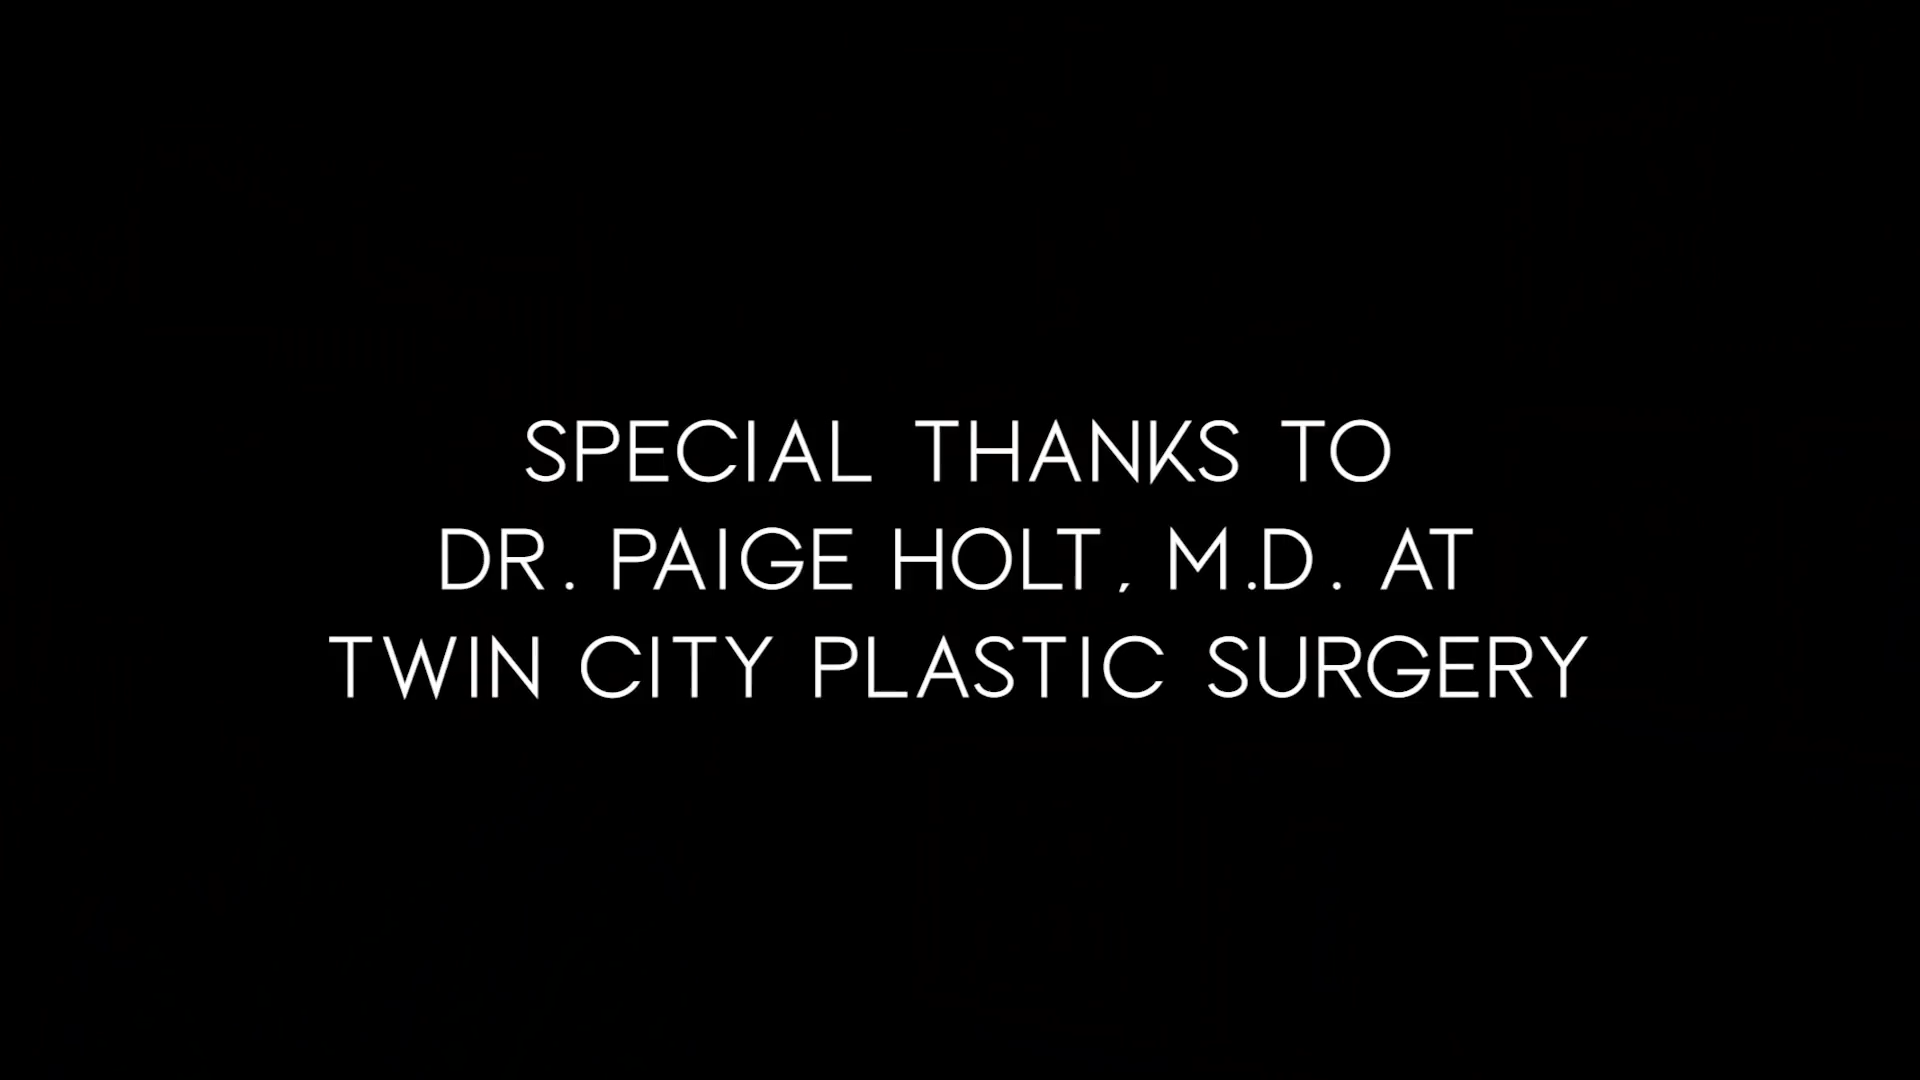 SPECIAL THANKS TO
DR. PAIGE HOLT, M.D. AT
TWIN CITY PLASTIC SURGERY